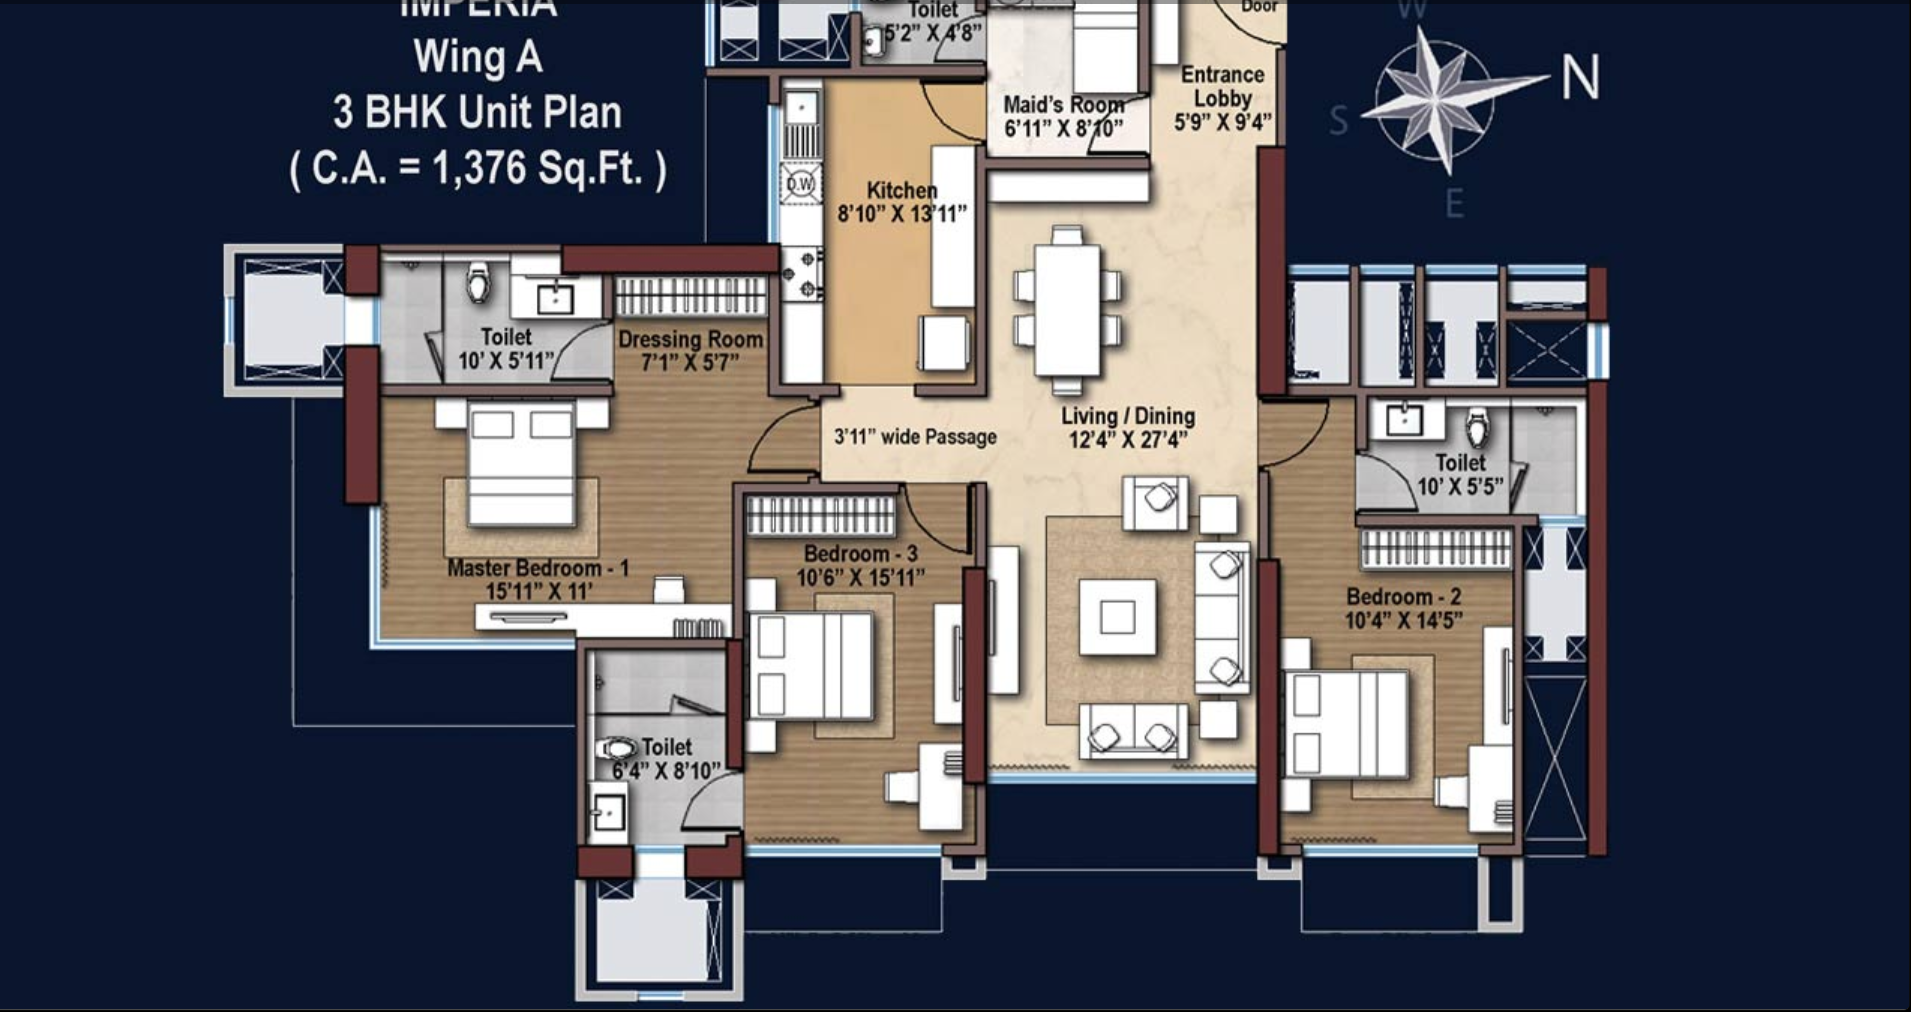 IMPERIA
Wing A
3 BHK Unit Plan
( C.A. = 1,376 Sq.Ft. )
Toilet
5'2" X 4'8"
Door
Entrance
Lobby
5'9" X 9'4"
Maid's Room
6'11" X 8'10"
W
N
S
E
D.W.
Kitchen
8'10" X 13'11"
Toilet
10' X 5'11"
Dressing Room
7'1" X 5'7"
3'11" wide Passage
Living / Dining
12'4" X 27'4"
Toilet
10' X 5'5"
Master Bedroom - 1
15'11" X 11'
Bedroom - 3
10'6" X 15'11"
Bedroom - 2
10'4" X 14'5"
Toilet
6'4" X 8'10"